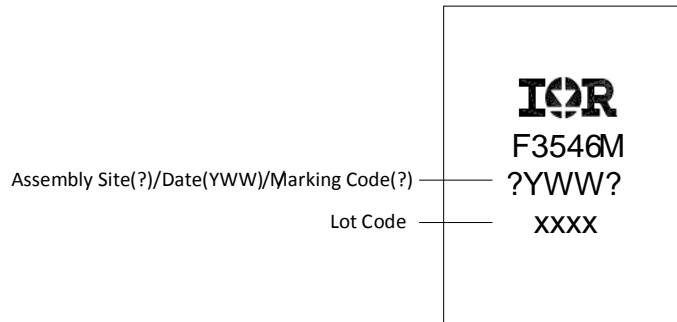 IOR
F3546M
Assembly Site(?)/Date(YWW)/Marking Code(?)
?YWW?
Lot Code
xxxx